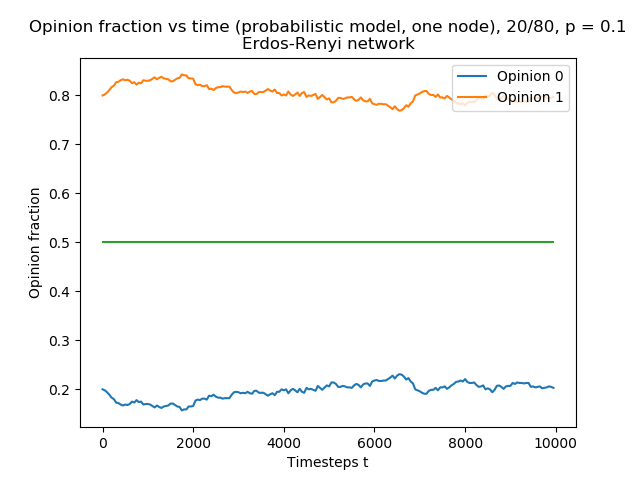 Opinion fraction vs time (probabilistic model, one node), 20/80, p = 0.1
Erdos-Renyi network
Opinion 0
Opinion 1
Opinion fraction
0.8
0.7
0.6
0.5
0.4
0.3
0.2
0 2000 4000 6000 8000 10000
Timesteps t